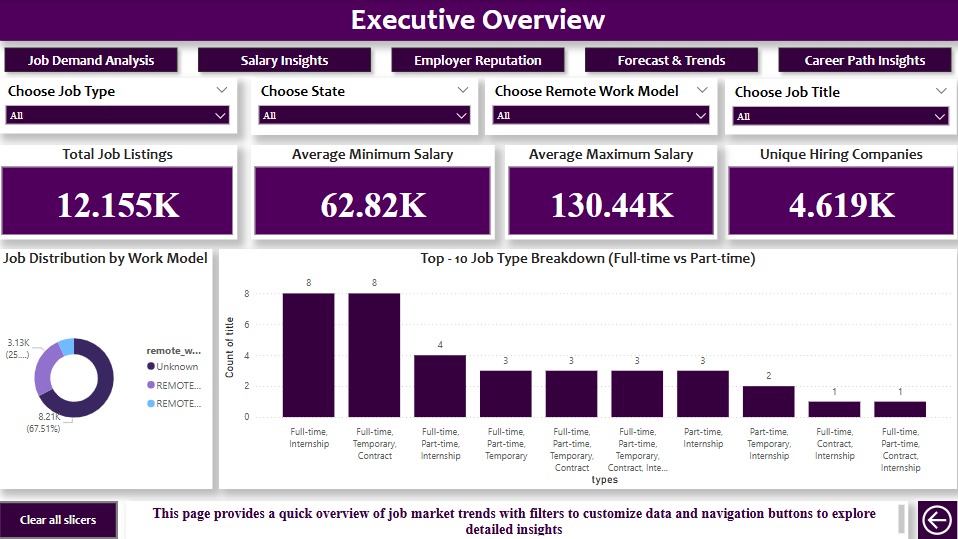 Executive Overview
Job Demand Analysis
Salary Insights
Employer Reputation
Forecast & Trends
Career Path Insights
Choose Job Type
All
Choose State
All
Choose Remote Work Model
All
Choose Job Title
All
Total Job Listings
12.155K
Average Minimum Salary
62.82K
Average Maximum Salary
130.44K
Unique Hiring Companies
4.619K
Job Distribution by Work Model
3.13K
(25....)
8.21K
(67.51%)
remote_w...
Unknown
REMOTE...
REMOTE...
Top - 10 Job Type Breakdown (Full-time vs Part-time)
Count of title
8
6
4
2
0
8
8
4
3
3
3
3
2
1
1
Full-time,
Internship
Full-time,
Temporary,
Contract
Full-time,
Part-time,
Internship
Full-time,
Part-time,
Temporary
Full-time,
Part-time,
Temporary,
Contract
Full-time,
Part-time,
Temporary,
Contract, Inte...
Part-time,
Internship
Part-time,
Temporary,
Internship
Full-time,
Contract,
Internship
Full-time,
Part-time,
Contract,
Internship
types
Clear all slicers
This page provides a quick overview of job market trends with filters to customize data and navigation buttons to explore
detailed insights